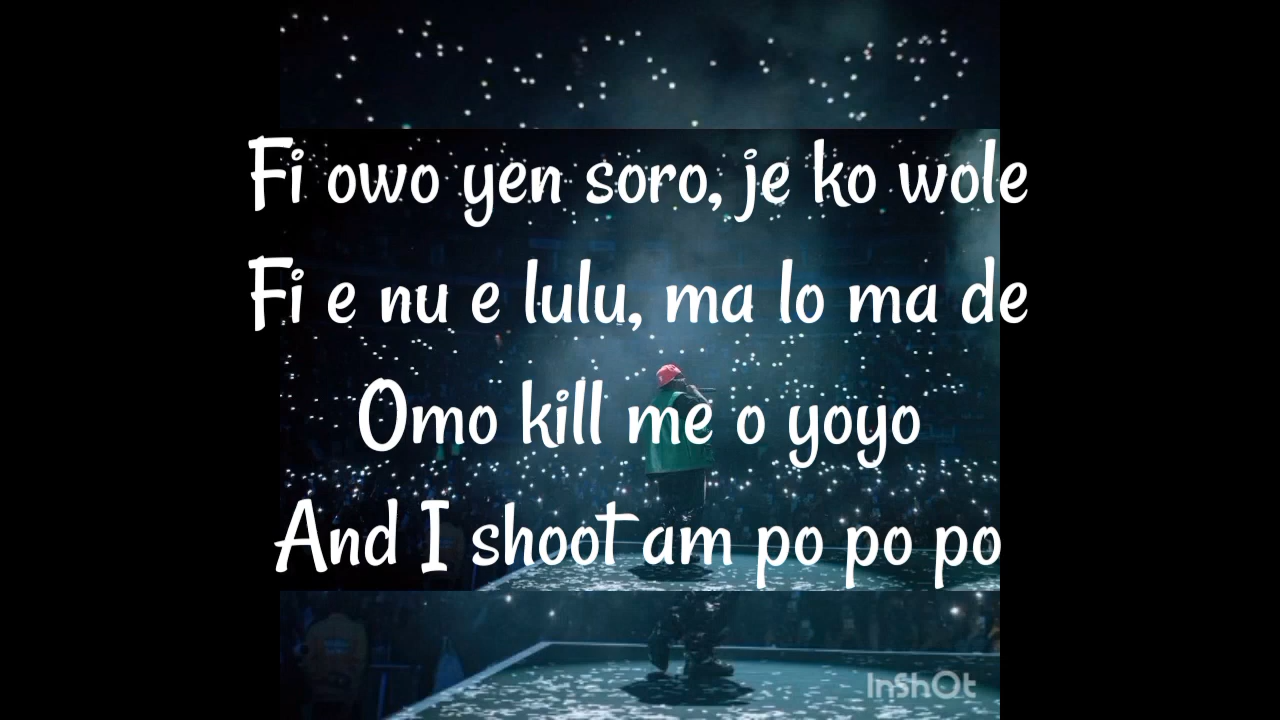 Fi owo yen soro, je ko wole
Fi e nu e lulu, ma lo ma de
Omo kill me o yoyo
And I shoot am po po po
InShOt